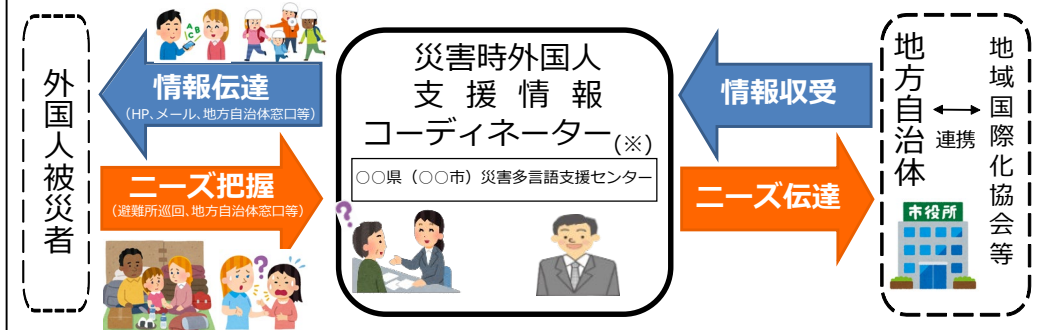 外国人被災者
A
C B
情報伝達
（HP、メール、地方自治体窓口等）
ニーズ把握
（避難所巡回、地方自治体窓口等）
?
災害時外国人
支援情報
コーディネーター(※)
○○県（○○市）災害多言語支援センター
?
情報収受
ニーズ伝達
地方自治体
連携
地域国際化協会等
市役所